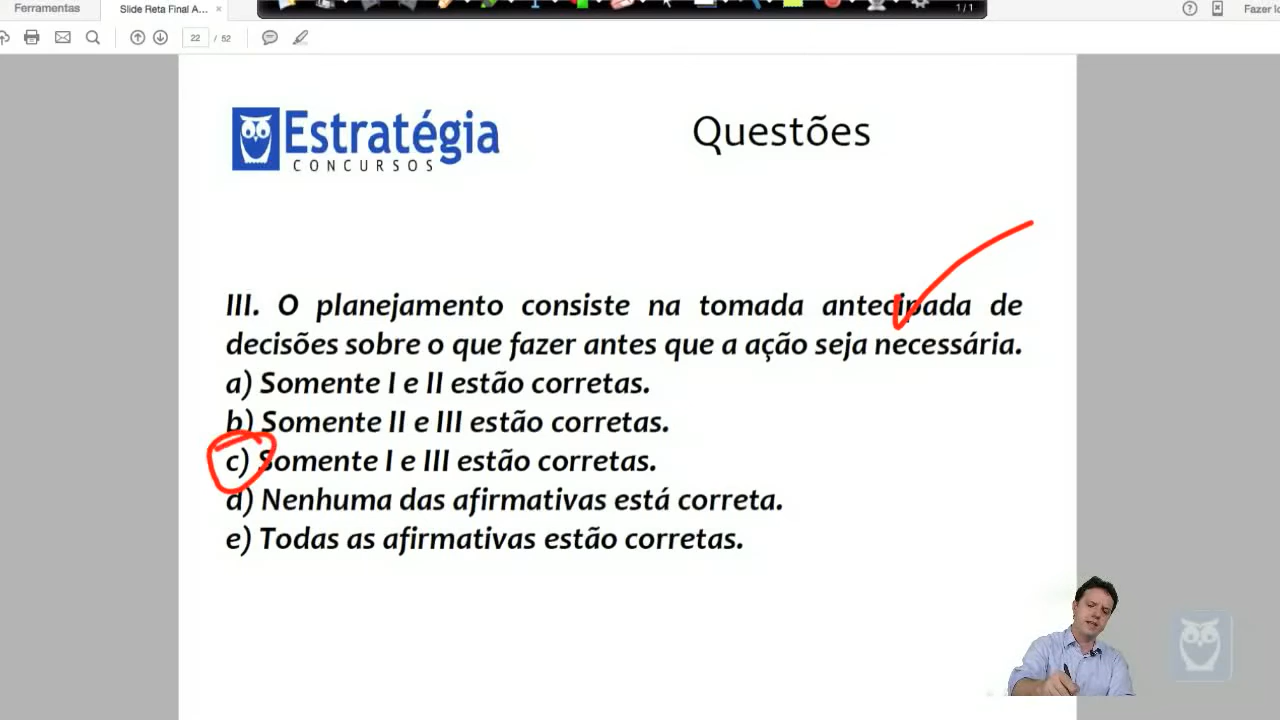 Ferramentas
Slide Reta Final A... ×
1 / 1
Fazer lo
22 / 52
Estratégia
CONCURSOS
Questões
III. O planejamento consiste na tomada antecipada de
decisões sobre o que fazer antes que a ação seja necessária.
a) Somente I e II estão corretas.
b) Somente II e III estão corretas.
c) Somente I e III estão corretas.
d) Nenhuma das afirmativas está correta.
e) Todas as afirmativas estão corretas.